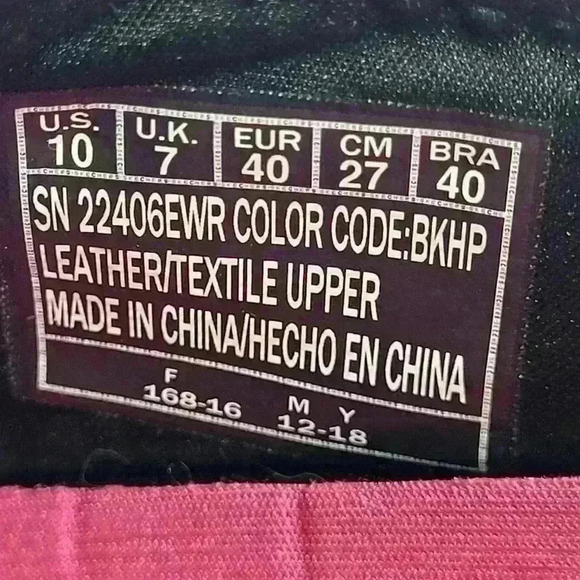 U.S. U.K. EUR CM BRA
10 7 40 27 40
SN 22406EWR COLOR CODE:BKHP
LEATHER/TEXTILE UPPER
MADE IN CHINA/HECHO EN CHINA
F M Y
168-16 12-18